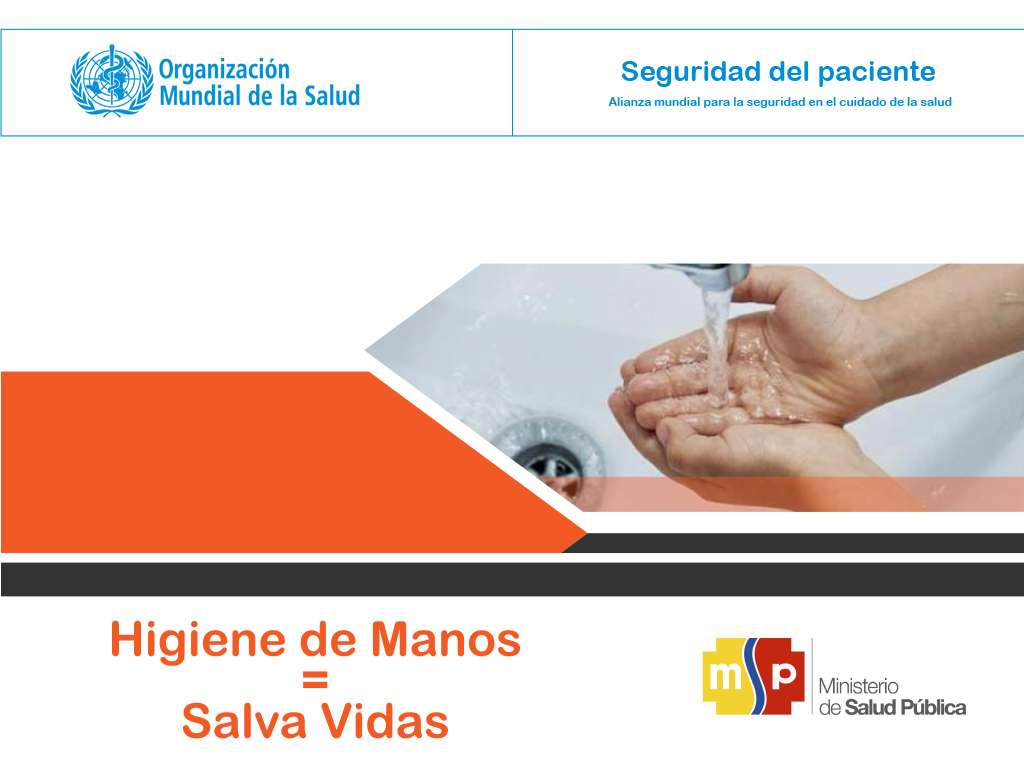 Organización
Mundial de la Salud
Seguridad del paciente
Alianza mundial para la seguridad en el cuidado de la salud
Higiene de Manos
=
Salva Vidas
msp
Ministerio
de Salud Pública